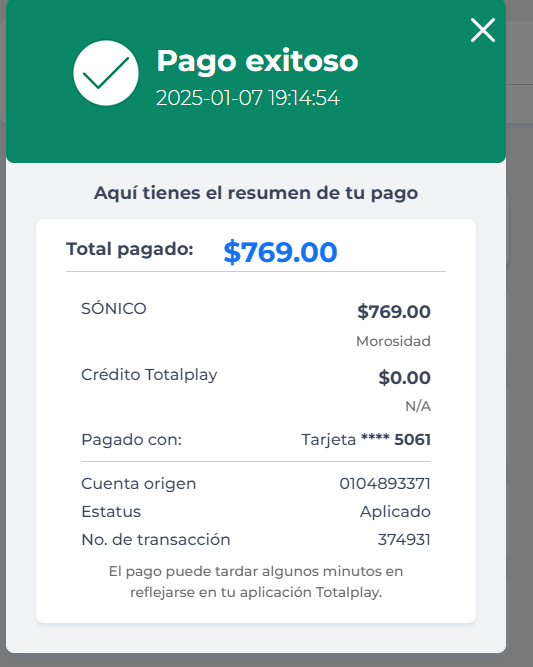 Pago exitoso
2025-01-07 19:14:54
Aquí tienes el resumen de tu pago
Total pagado: $769.00
SÓNICO $769.00
Morosidad
Crédito Totalplay $0.00
N/A
Pagado con: Tarjeta **** 5061
Cuenta origen 0104893371
Estatus Aplicado
No. de transacción 374931
El pago puede tardar algunos minutos en
reflejarse en tu aplicación Totalplay.